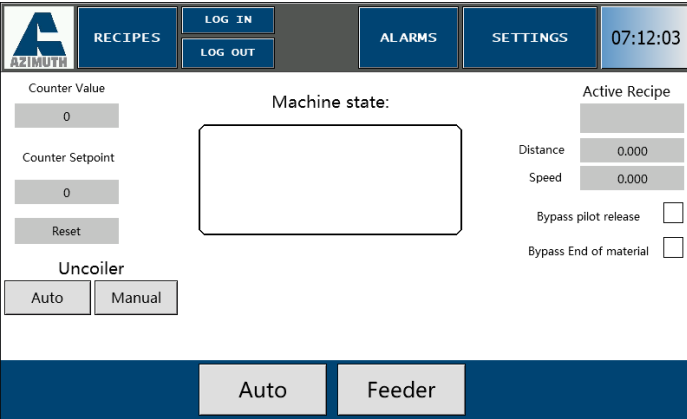 AZIMUTH
RECIPES
LOG IN
LOG OUT
ALARMS
SETTINGS
07:12:03
Counter Value
0
Counter Setpoint
0
Reset
Uncoiler
Auto
Manual
Machine state:
Active Recipe
Distance
0.000
Speed
0.000
Bypass pilot release
Bypass End of material
Auto
Feeder